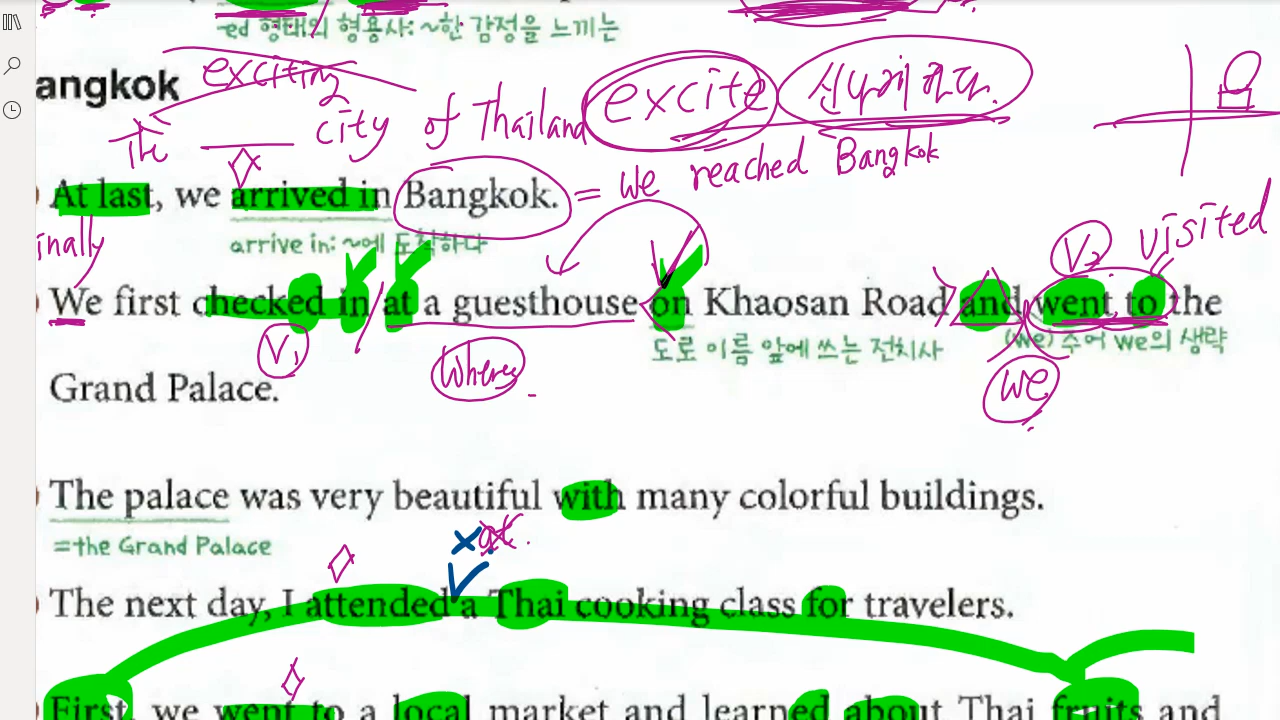 -ed 형태의 형용사: ~한 감정을 느끼는
angkok
exciting
The city of Thailand excite 신나게 하다.
At last, we arrived in Bangkok. = we reached Bangkok
inally
arrive in: ~에 도착하다
V2 visited
We first checked in / at a guesthouse on Khaosan Road and went to the
V1 where 도로 이름 앞에 쓰는 전치사 (we) 주어 we의 생략
we
Grand Palace.
The palace was very beautiful with many colorful buildings.
=the Grand Palace
at
The next day, I attended a Thai cooking class for travelers.
First, we went to a local market and learned about Thai fruits and